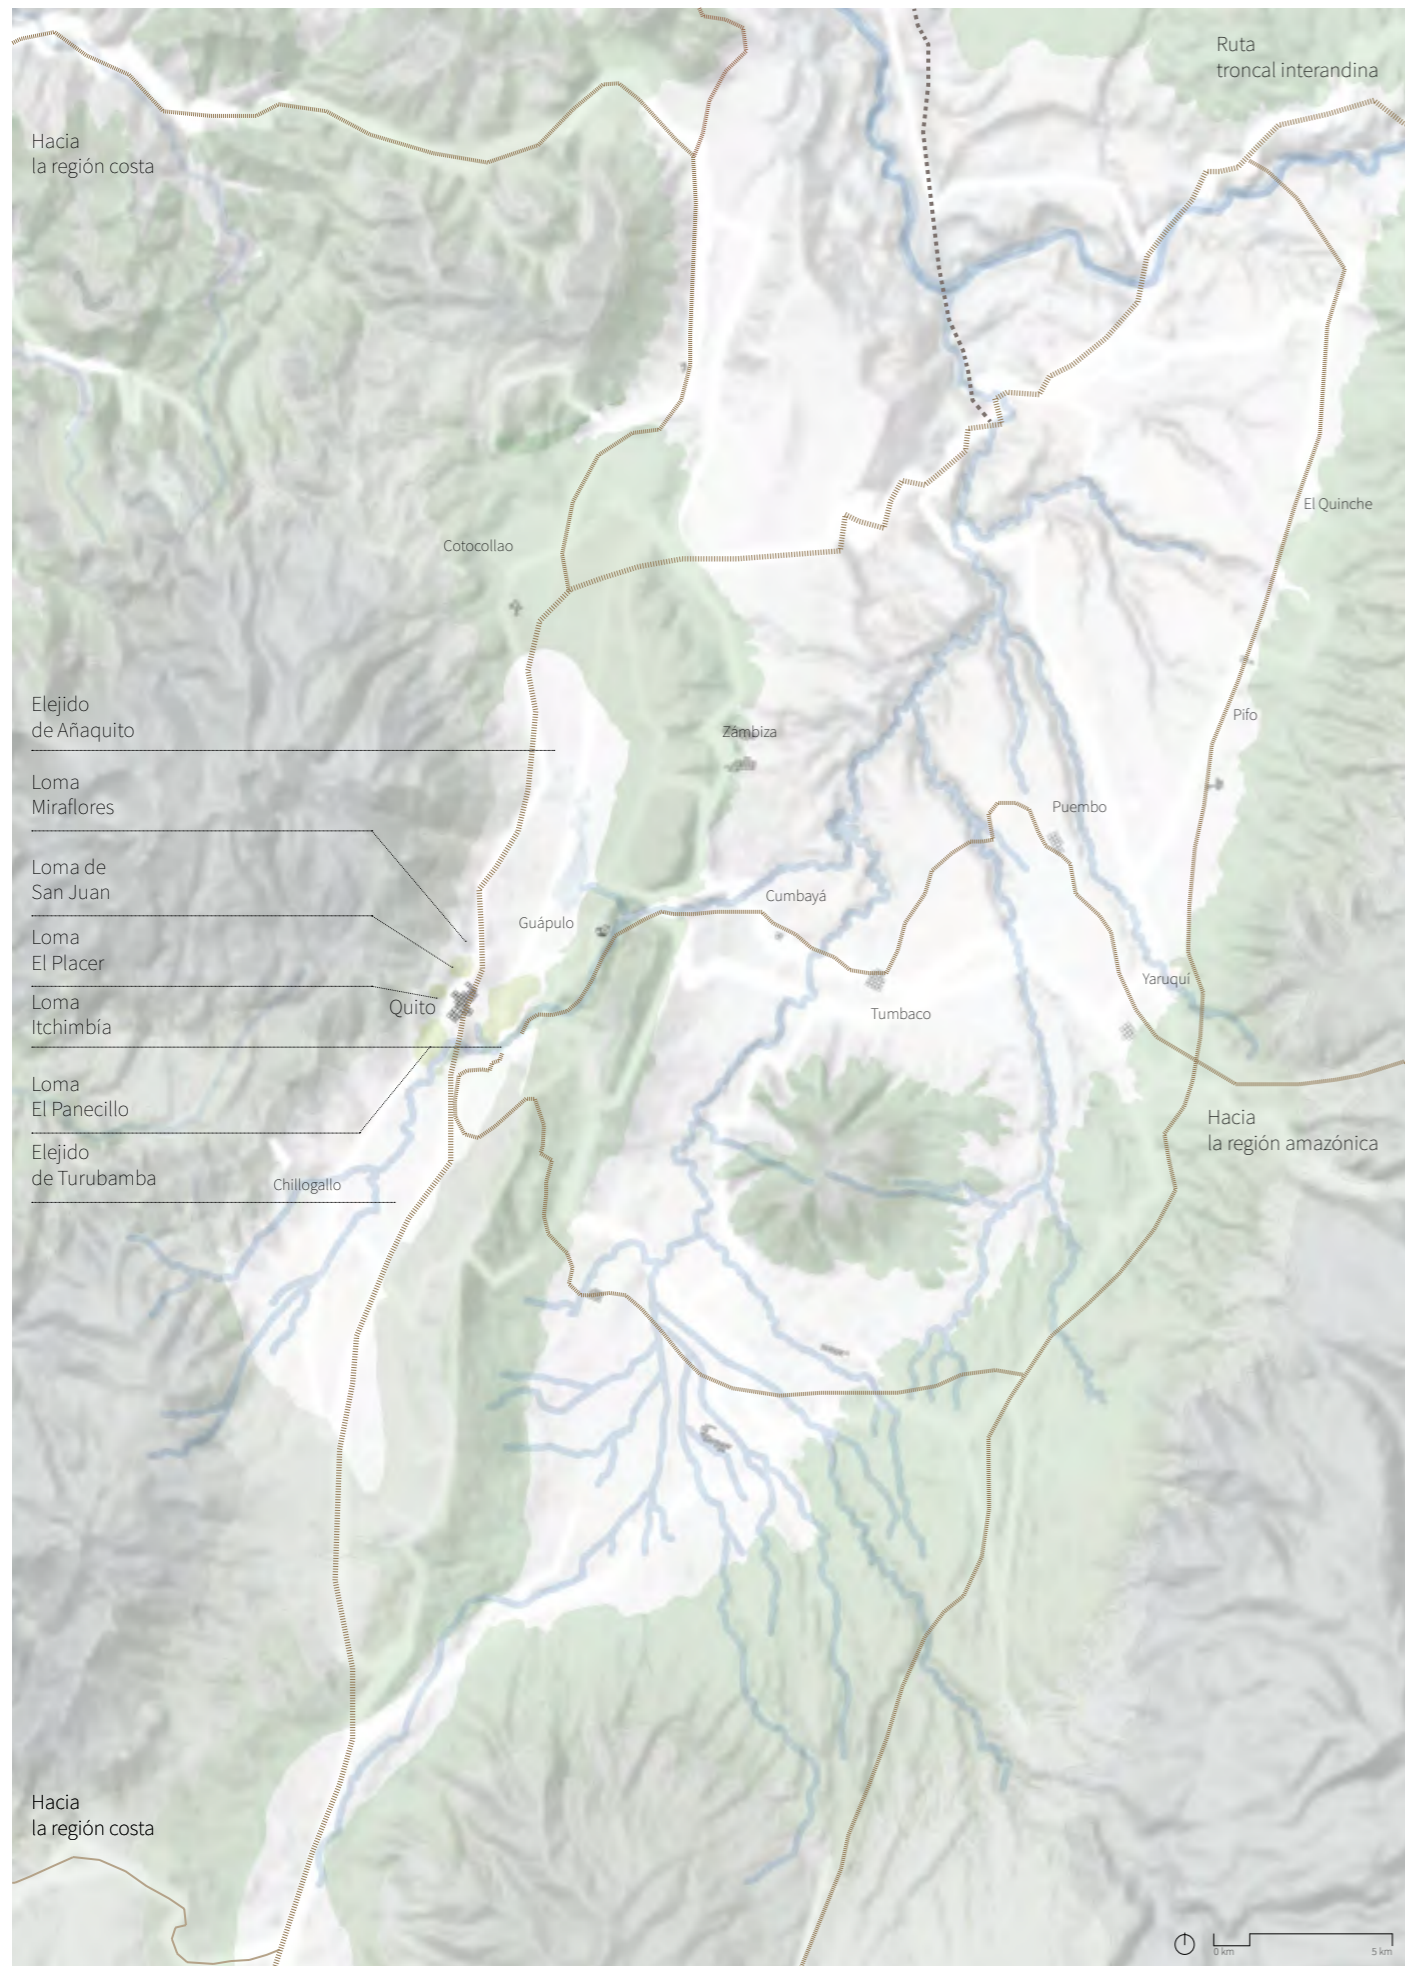 Ruta
troncal interandina
Hacia
la región costa
El Quinche
Cotocollao
Elejido
de Añaquito
Zámbiza
Pifo
Loma
Miraflores
Puembo
Loma de
San Juan
Cumbayá
Guápulo
Loma
El Placer
Yaruquí
Quito
Loma
Itchimbía
Tumbaco
Loma
El Panecillo
Hacia
la región amazónica
Elejido
de Turubamba
Chillogallo
Hacia
la región costa
0 km
5 km